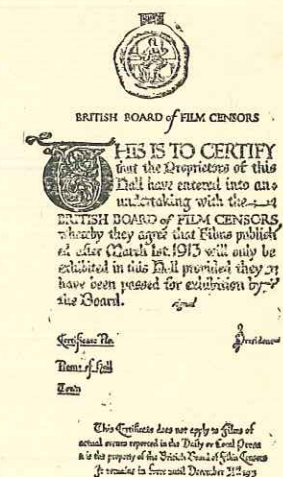 BRITISH BOARD of FILM CENSORS
THIS IS TO CERTIFY
that the Proprietors of this
Hall have entered into an
undertaking with the
BRITISH BOARD of FILM CENSORS,
whereby they agree that Films publish
ed after March 1st. 1913 will only be
exhibited in this Hall provided they
have been passed for exhibition by
the Board.
signed
Certificate No. President
Name of Hall
Town
This Certificate does not apply to Films of
actual events reported in the Daily or Local Press
& is the property of the British Board of Film Censors
It remains in force until December 31st 193